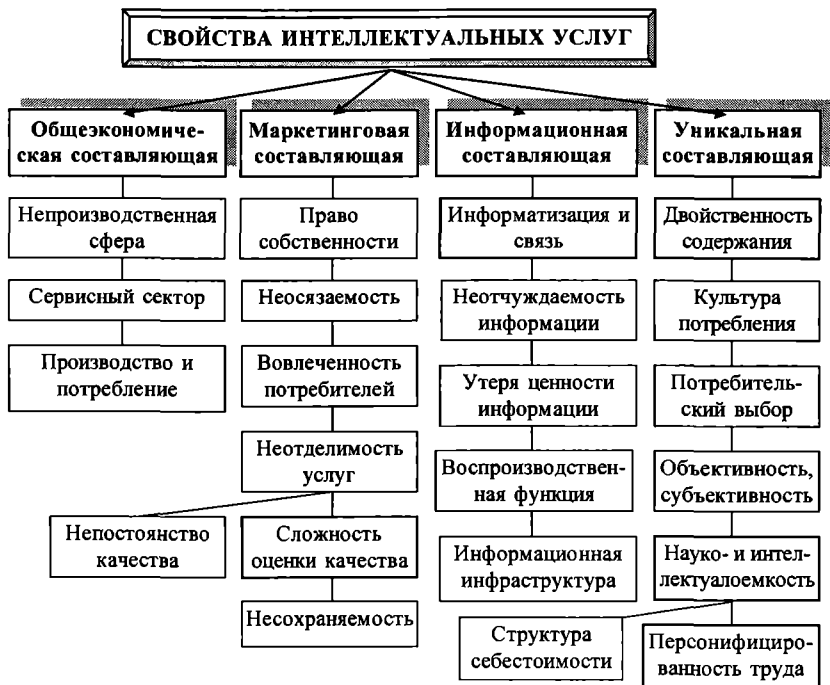 СВОЙСТВА ИНТЕЛЛЕКТУАЛЬНЫХ УСЛУГ
Общеэкономиче-
ская составляющая
Непроизводственная
сфера
Сервисный сектор
Производство и
потребление
Маркетинговая
составляющая
Право
собственности
Неосязаемость
Вовлеченность
потребителей
Неотделимость
услуг
Непостоянство
качества
Сложность
оценки качества
Несохраняемость
Информационная
составляющая
Информатизация и
связь
Неотчуждаемость
информации
Утеря ценности
информации
Воспроизводствен-
ная функция
Информационная
инфраструктура
Уникальная
составляющая
Двойственность
содержания
Культура
потребления
Потребитель-
ский выбор
Объективность,
субъективность
Науко- и интел-
лектуалоемкость
Структура
себестоимости
Персонифициро-
ванность труда